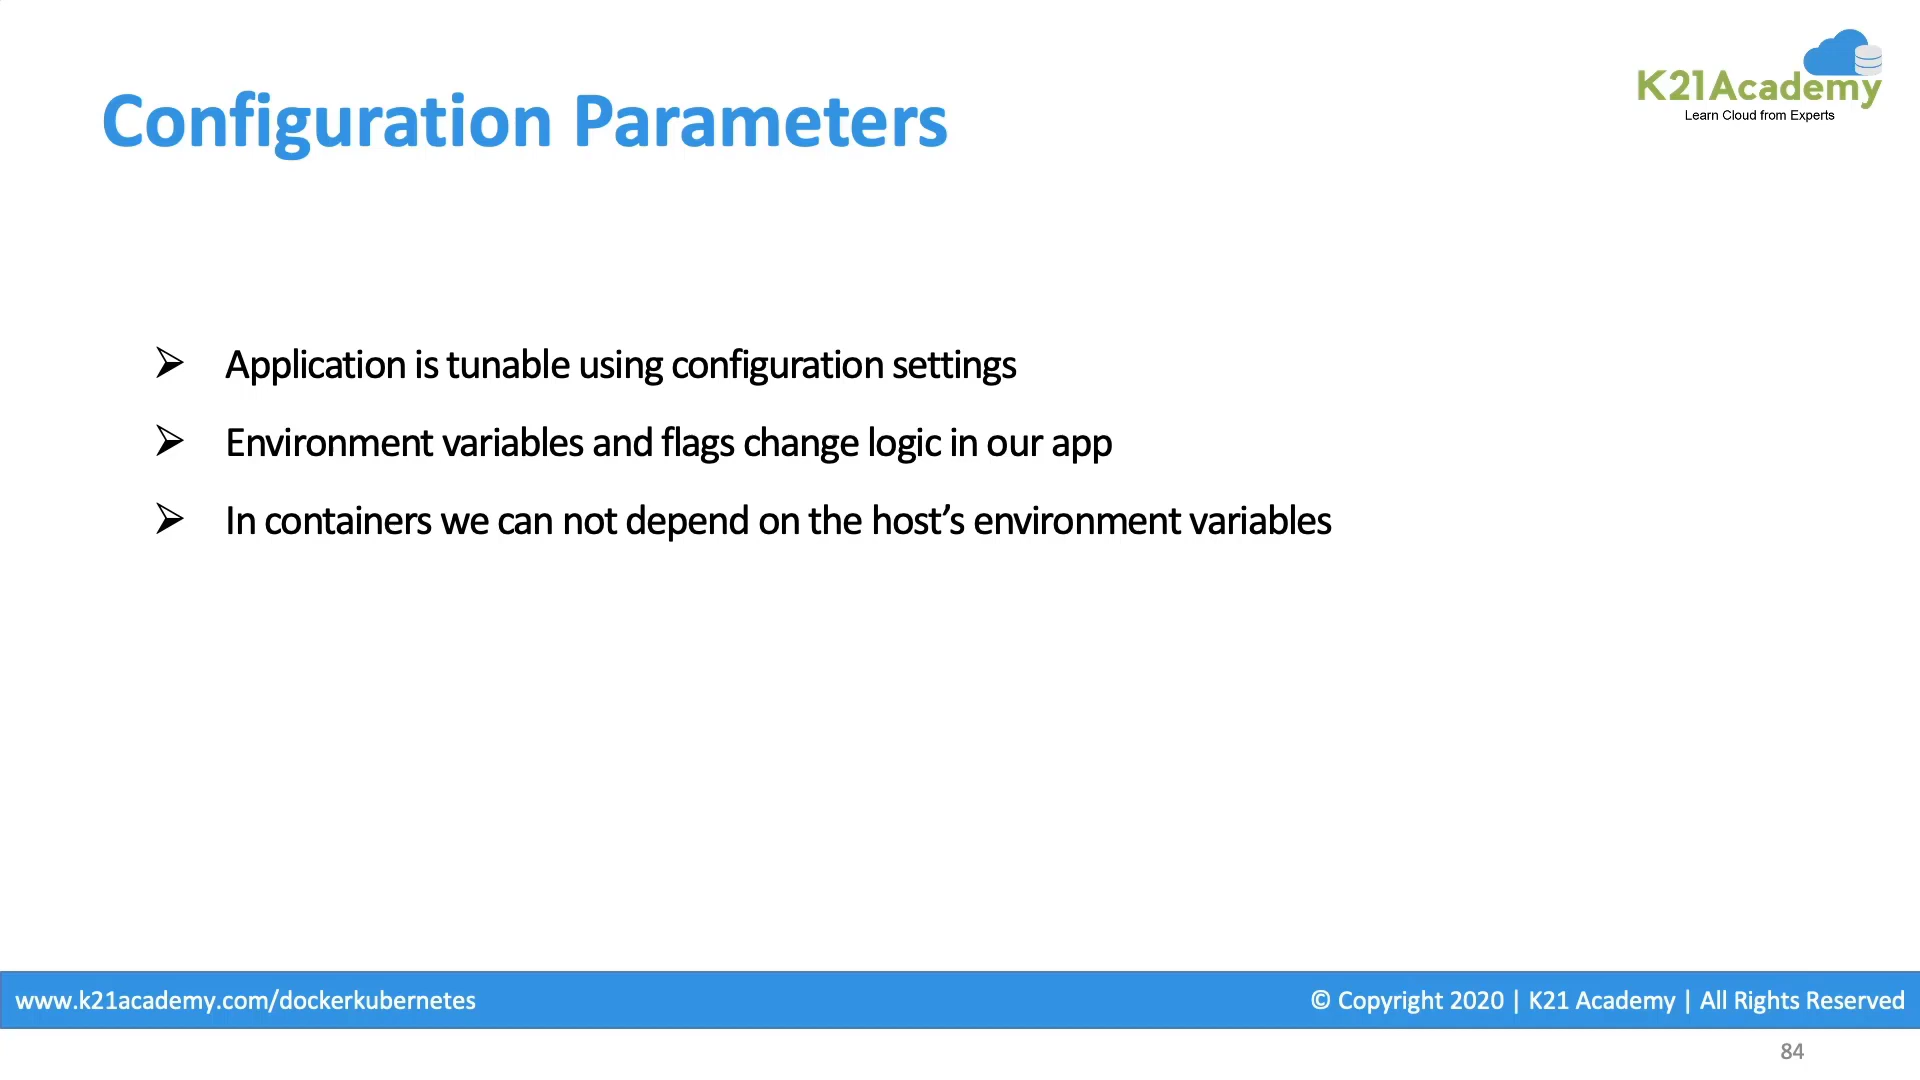 K21Academy
Learn Cloud from Experts
Configuration Parameters
Application is tunable using configuration settings
Environment variables and flags change logic in our app
In containers we can not depend on the host’s environment variables
www.k21academy.com/dockerkubernetes
© Copyright 2020 | K21 Academy | All Rights Reserved
84